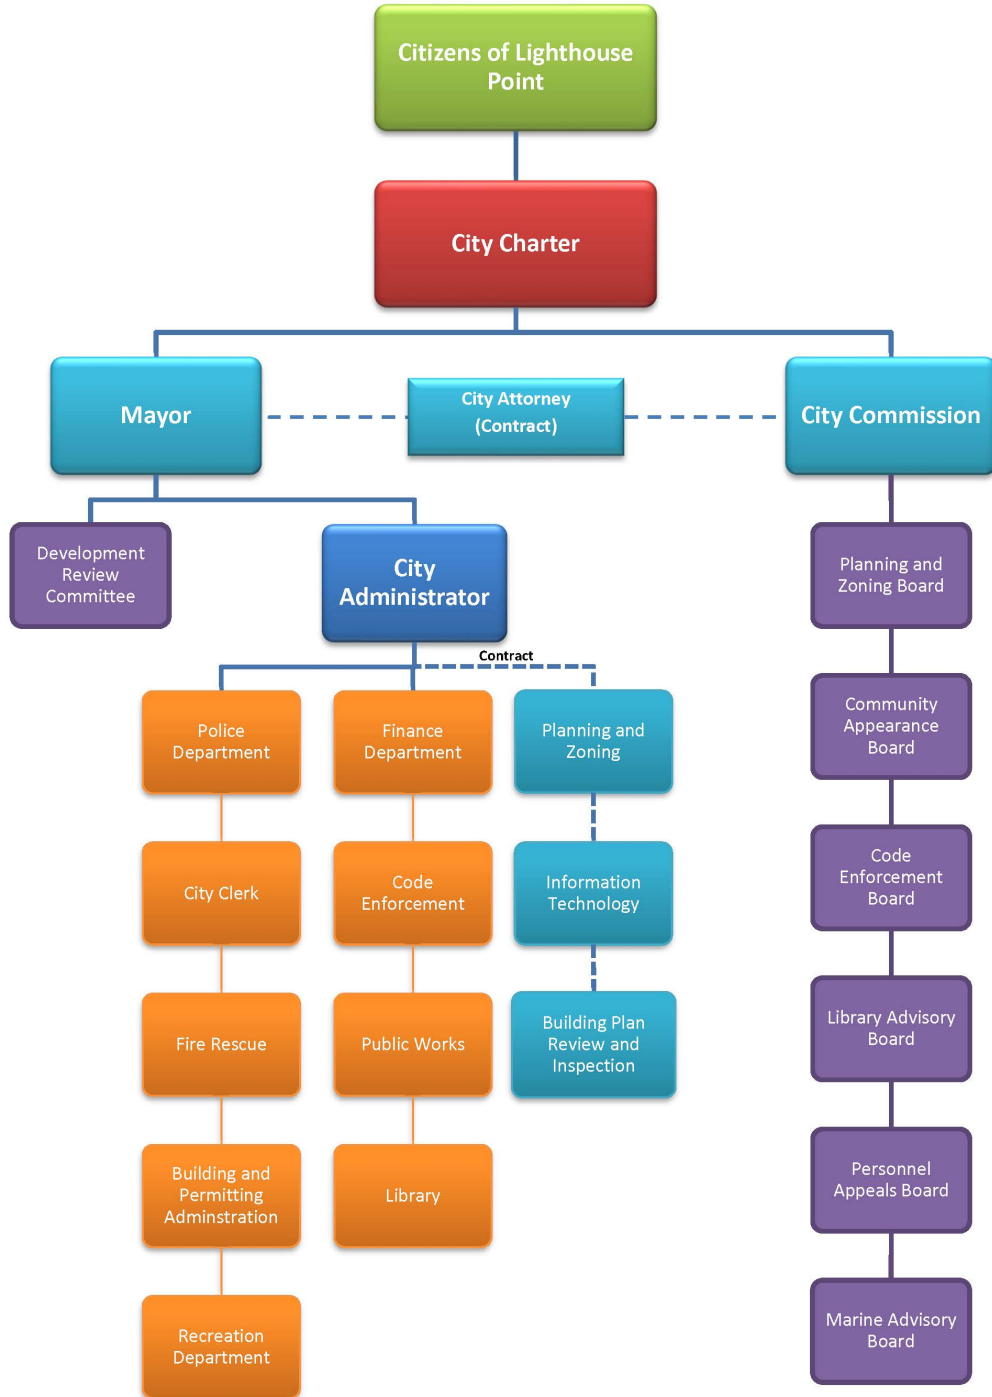 Citizens of Lighthouse
Point
City Charter
Mayor
City Attorney
(Contract)
City Commission
Development
Review
Committee
City
Administrator
Planning and
Zoning Board
Contract
Police
Department
Finance
Department
Planning and
Zoning
Community
Appearance
Board
City Clerk
Code
Enforcement
Information
Technology
Code
Enforcement
Board
Fire Rescue
Public Works
Building Plan
Review and
Inspection
Library Advisory
Board
Building and
Permitting
Adminstration
Library
Personnel
Appeals Board
Recreation
Department
Marine Advisory
Board